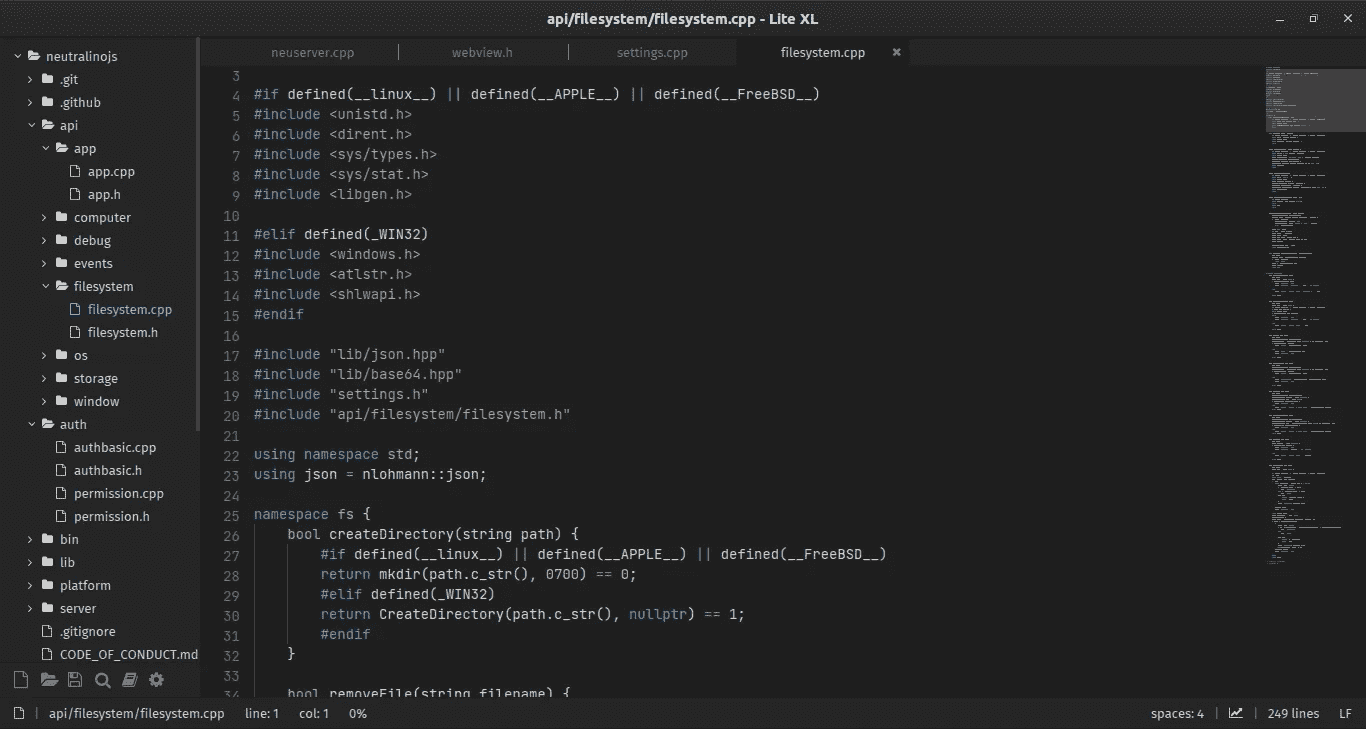 api/filesystem/filesystem.cpp - Lite XL
neutralinojs
.git
.github
api
app
app.cpp
app.h
computer
debug
events
filesystem
filesystem.cpp
filesystem.h
os
storage
window
auth
authbasic.cpp
authbasic.h
permission.cpp
permission.h
bin
lib
platform
server
.gitignore
CODE_OF_CONDUCT.md
neuserver.cpp webview.h settings.cpp filesystem.cpp
3
4 #if defined(__linux__) || defined(__APPLE__) || defined(__FreeBSD__)
5 #include <unistd.h>
6 #include <dirent.h>
7 #include <sys/types.h>
8 #include <sys/stat.h>
9 #include <libgen.h>
10
11 #elif defined(_WIN32)
12 #include <windows.h>
13 #include <atlstr.h>
14 #include <shlwapi.h>
15 #endif
16
17 #include "lib/json.hpp"
18 #include "lib/base64.hpp"
19 #include "settings.h"
20 #include "api/filesystem/filesystem.h"
21
22 using namespace std;
23 using json = nlohmann::json;
24
25 namespace fs {
26 bool createDirectory(string path) {
27 #if defined(__linux__) || defined(__APPLE__) || defined(__FreeBSD__)
28 return mkdir(path.c_str(), 0700) == 0;
29 #elif defined(_WIN32)
30 return CreateDirectory(path.c_str(), nullptr) == 1;
31 #endif
32 }
33
34 bool removeFile(string filename) {
api/filesystem/filesystem.cpp line: 1 col: 1 0% spaces: 4 249 lines LF